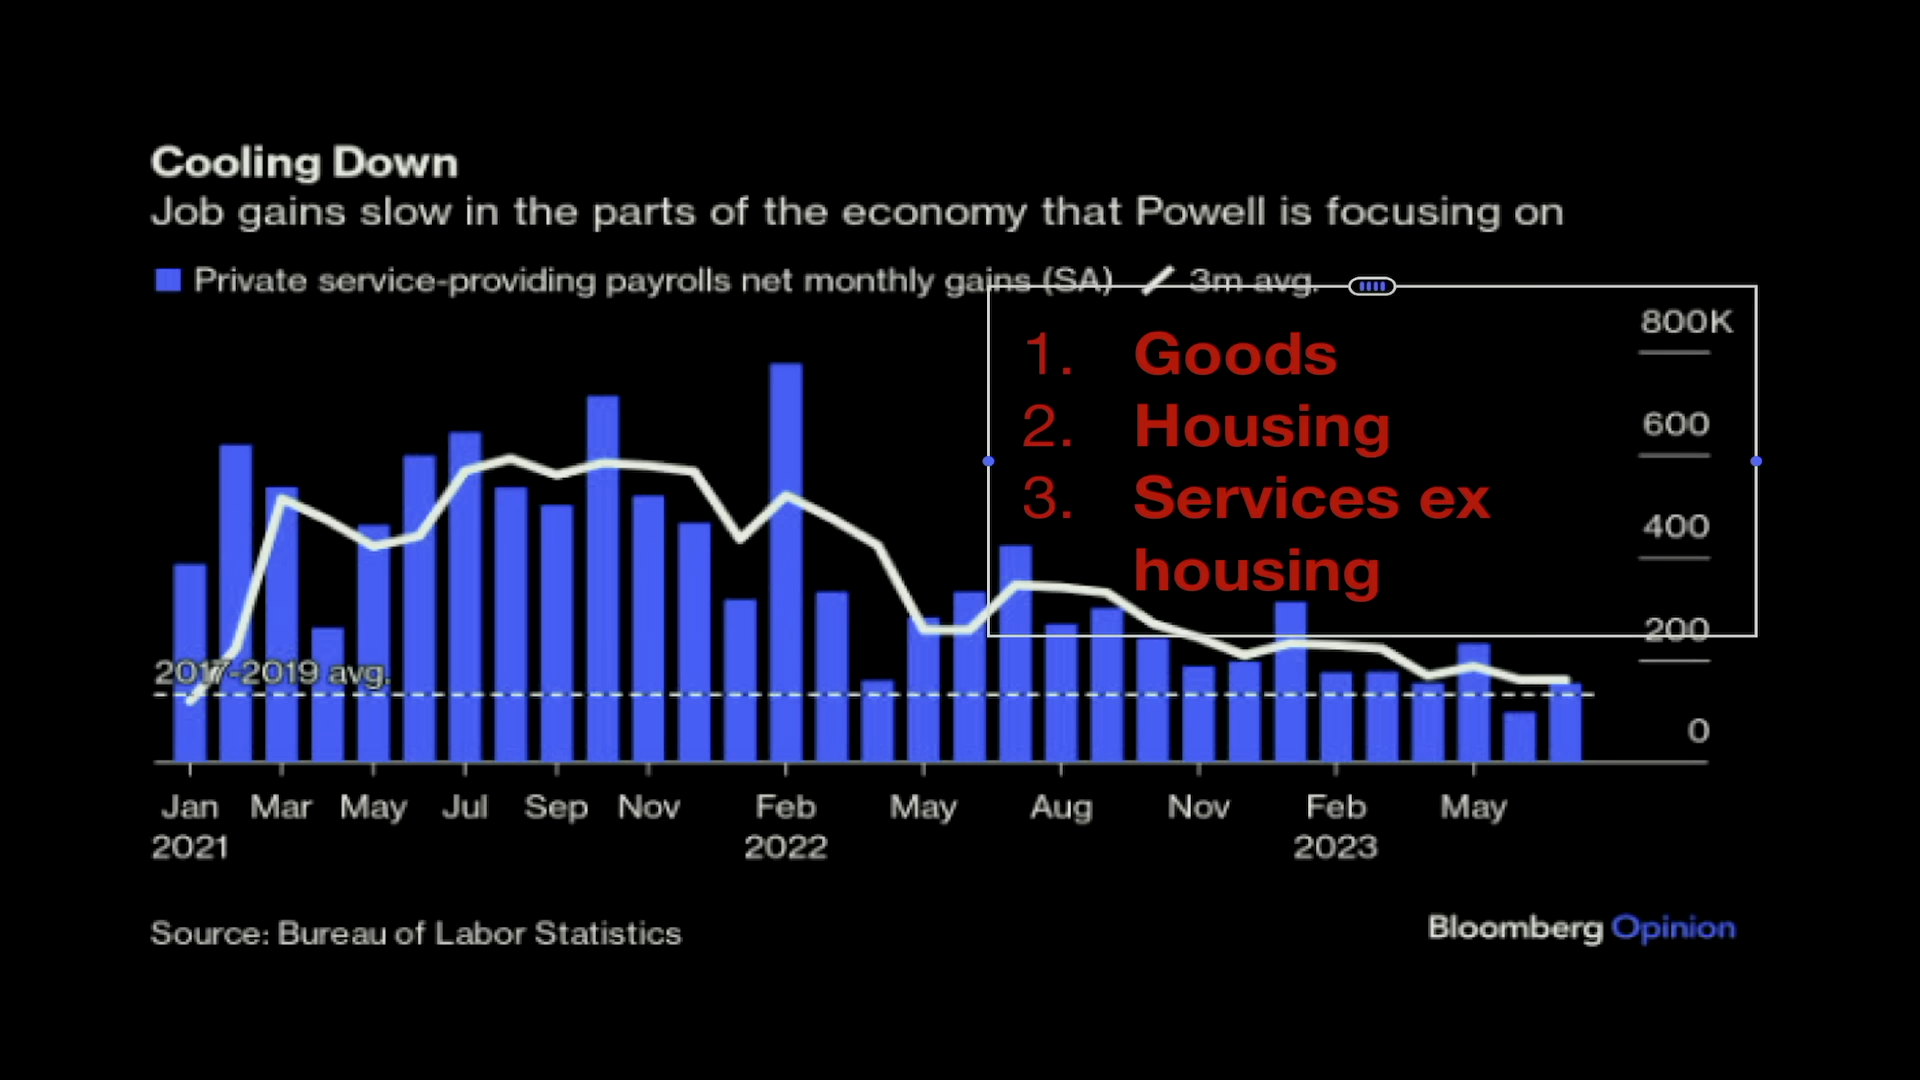 Cooling Down
Job gains slow in the parts of the economy that Powell is focusing on
Private service-providing payrolls net monthly gains (SA) 3m avg.
800K
1. Goods
600
2. Housing
3. Services ex
housing
400
200
2017-2019 avg.
0
Jan Mar May Jul Sep Nov Feb May Aug Nov Feb May
2021 2022 2023
Source: Bureau of Labor Statistics
Bloomberg Opinion